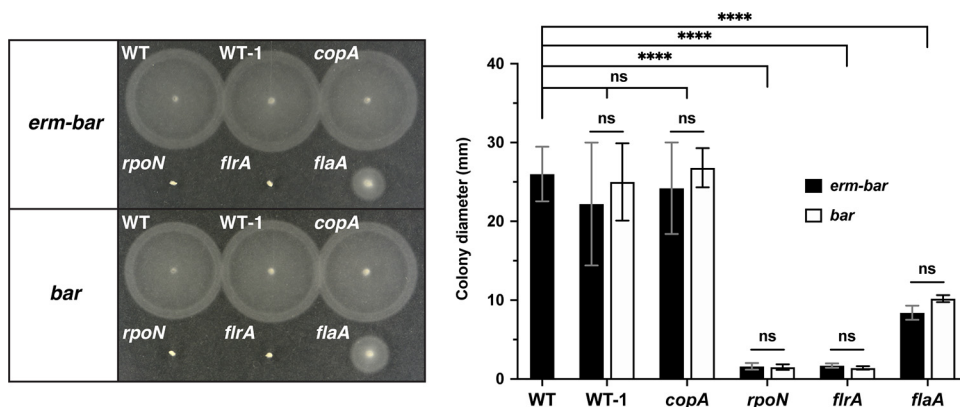 WT WT-1 copA
erm-bar
rpoN flrA flaA
WT WT-1 copA
bar
rpoN flrA flaA
****
****
****
ns
ns ns
ns ns
ns
40
30
20
10
0
Colony diameter (mm)
erm-bar
bar
WT WT-1 copA rpoN flrA flaA